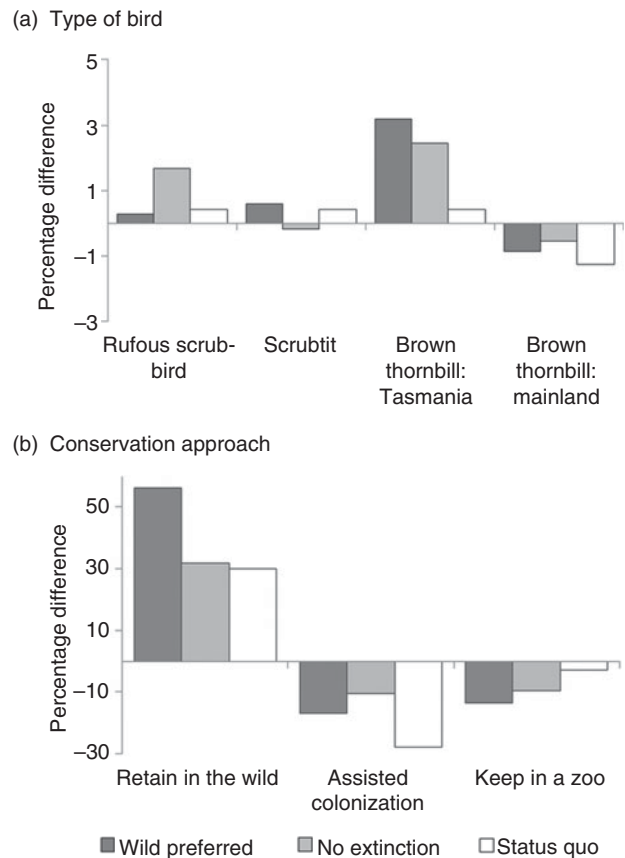 (a) Type of bird
Percentage difference
5
3
1
−1
−3
Rufous scrub-
bird
Scrubtit
Brown
thornbill:
Tasmania
Brown
thornbill:
mainland
(b) Conservation approach
Percentage difference
50
30
10
−10
−30
Retain in the wild
Assisted
colonization
Keep in a zoo
Wild preferred No extinction Status quo